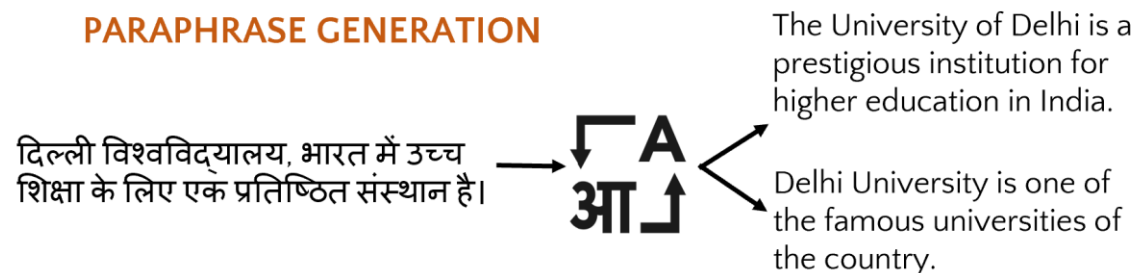 PARAPHRASE GENERATION
दिल्ली विश्वविद्यालय, भारत में उच्च
शिक्षा के लिए एक प्रतिष्ठित संस्थान है।
A
आ
The University of Delhi is a
prestigious institution for
higher education in India.
Delhi University is one of
the famous universities of
the country.